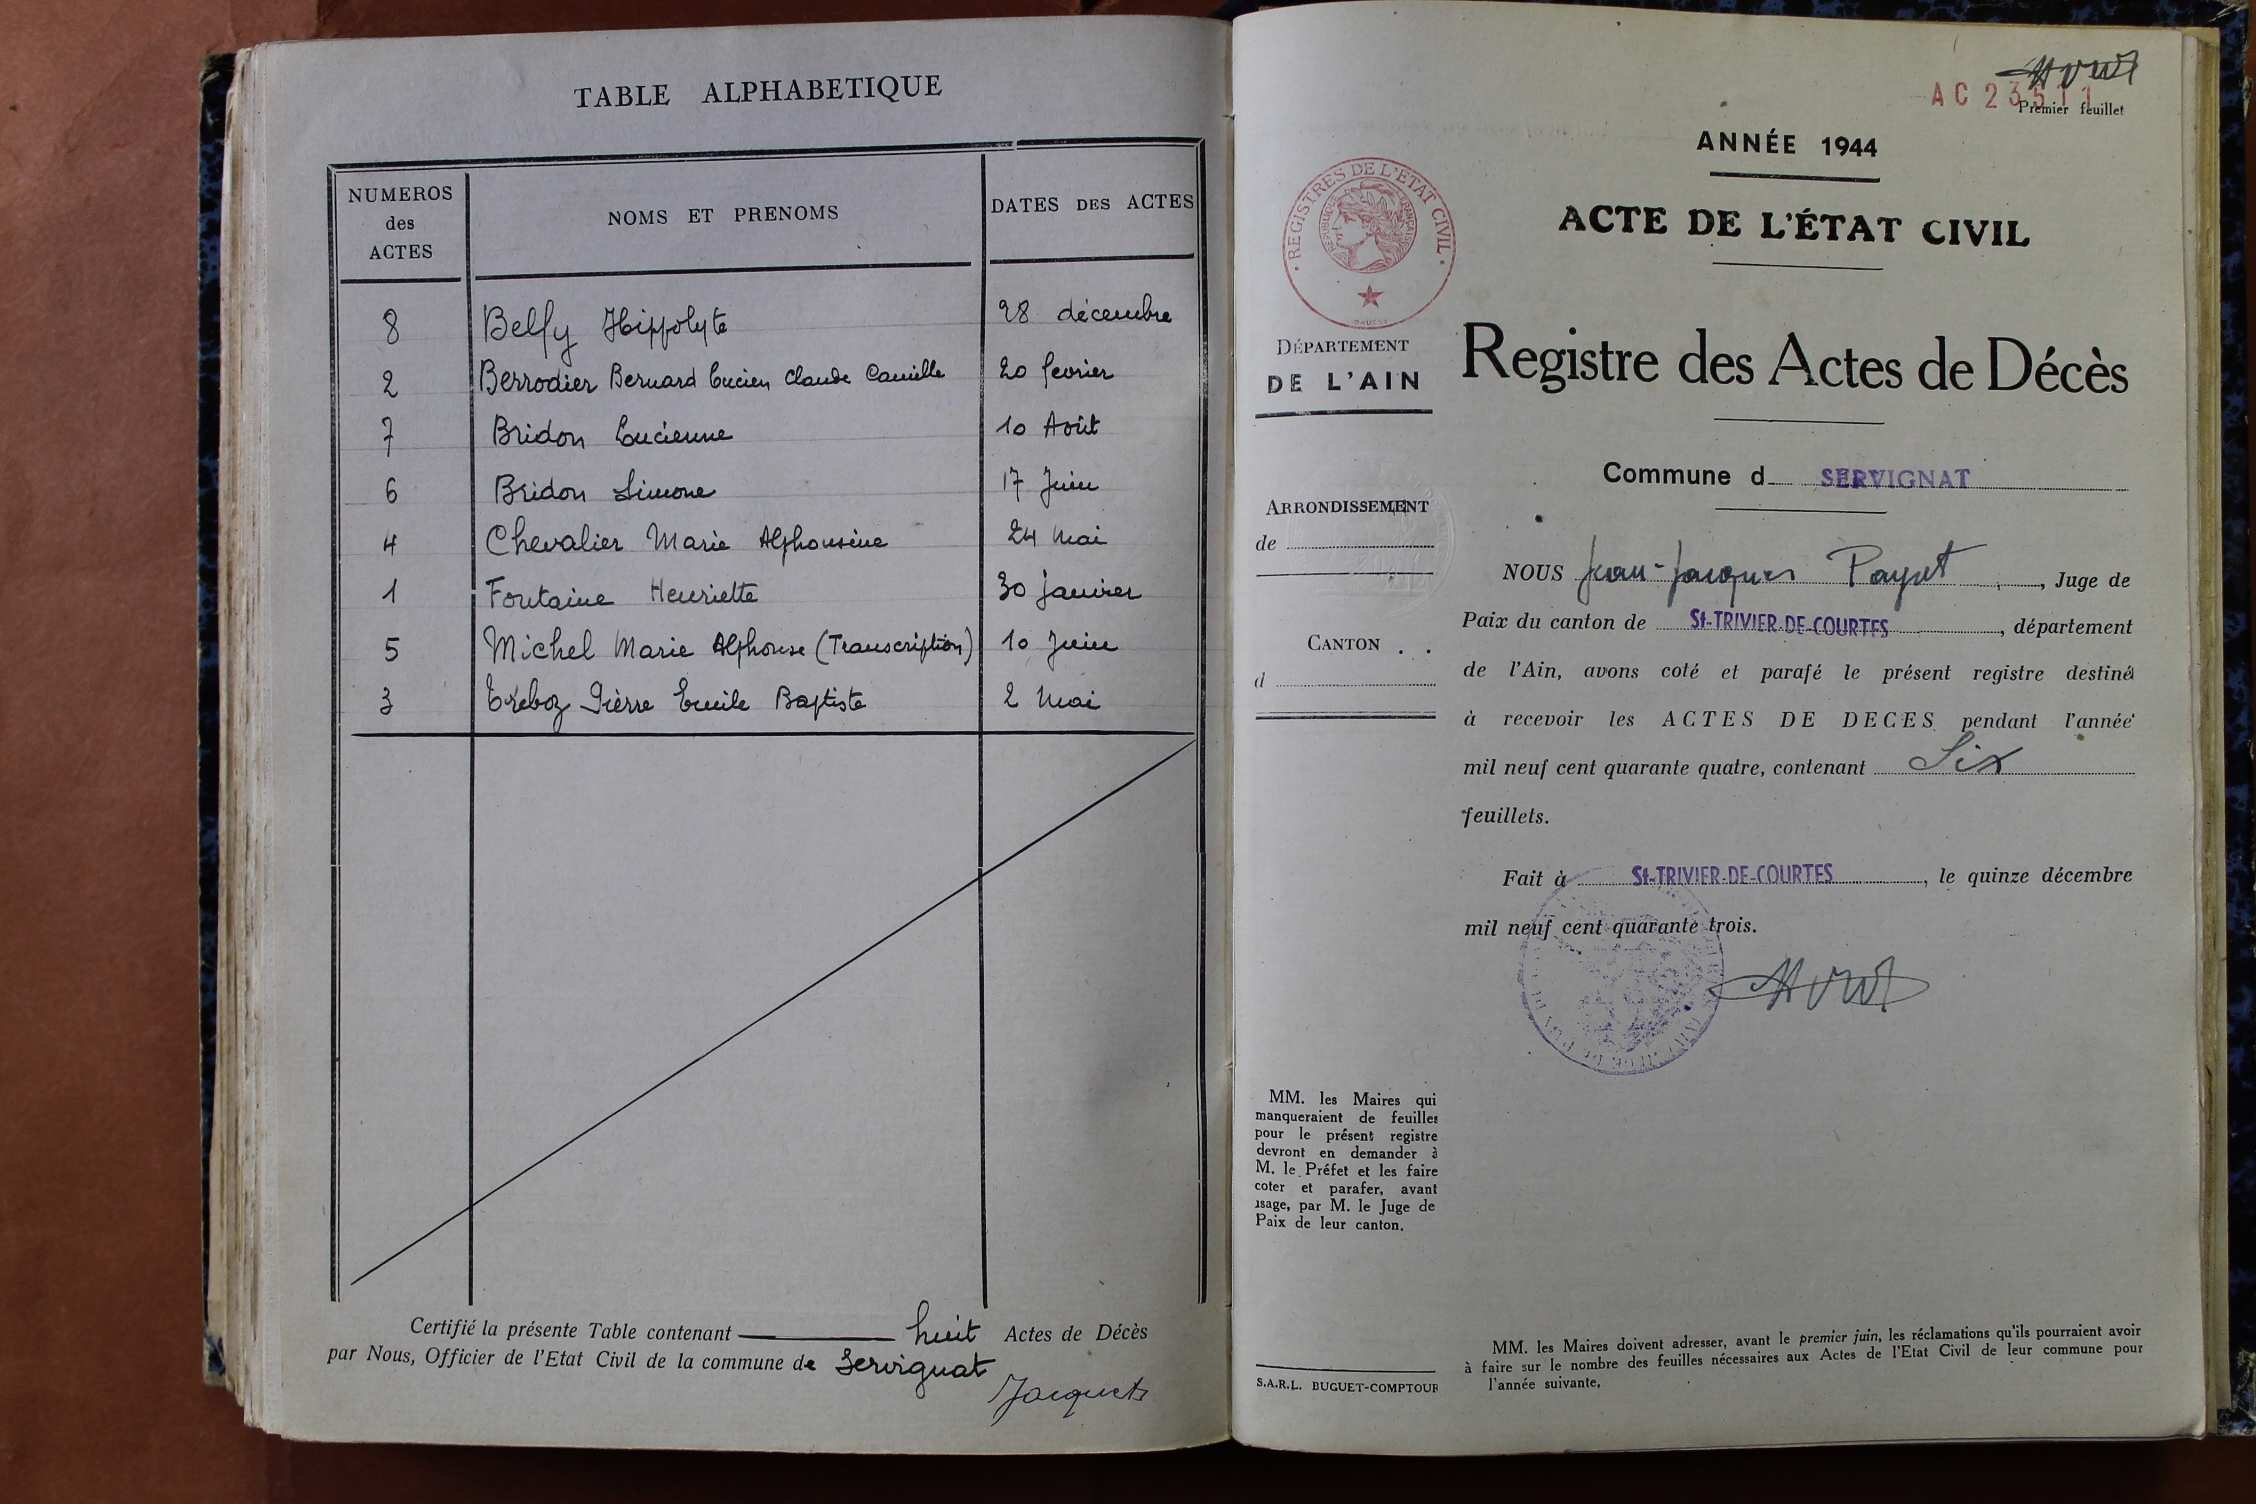 TABLE ALPHABETIQUE
NUMEROS des ACTES
NOMS ET PRENOMS
DATES DES ACTES
8 Belfy Hippolyte 28 décembre
2 Berrodier Bernard Lucien Claude Camille 20 fevrier
7 Bridon Lucienne 10 Août
6 Bridon Simone 17 Juin
4 Chevalier Marie Alphonsine 24 Mai
1 Fontaine Henriette 30 janvier
5 Michel Marie Alphonse (Transcription) 10 Juin
3 Treboz Pièrre Emile Baptiste 2 Mai
Certifié la présente Table contenant huit Actes de Décès
par Nous, Officier de l'Etat Civil de la commune de Servignat
Jacquets
AC 23511
Premier feuillet
ANNÉE 1944
REGISTRES DE L'ETAT CIVIL
RÉPUBLIQUE FRANÇAISE
ACTE DE L'ÉTAT CIVIL
DÉPARTEMENT
DE L'AIN
Registre des Actes de Décès
Commune d SERVIGNAT
ARRONDISSEMENT
de
CANTON . .
d
NOUS Jean-Jacques Payut, Juge de
Paix du canton de St-TRIVIER-DE-COURTES, département
de l'Ain, avons coté et parafé le présent registre destiné
à recevoir les ACTES DE DECES pendant l'année
mil neuf cent quarante quatre, contenant Six
feuillets.
Fait à St-TRIVIER-DE-COURTES, le quinze décembre
mil neuf cent quarante trois.
MM. les Maires qui
manqueraient de feuilles
pour le présent registre
devront en demander à
M. le Préfet et les faire
coter et parafer, avant
usage, par M. le Juge de
Paix de leur canton.
S.A.R.L. BUGUET-COMPTOUR
MM. les Maires doivent adresser, avant le premier juin, les réclamations qu'ils pourraient avoir
à faire sur le nombre des feuilles nécessaires aux Actes de l'Etat Civil de leur commune pour
l'année suivante.